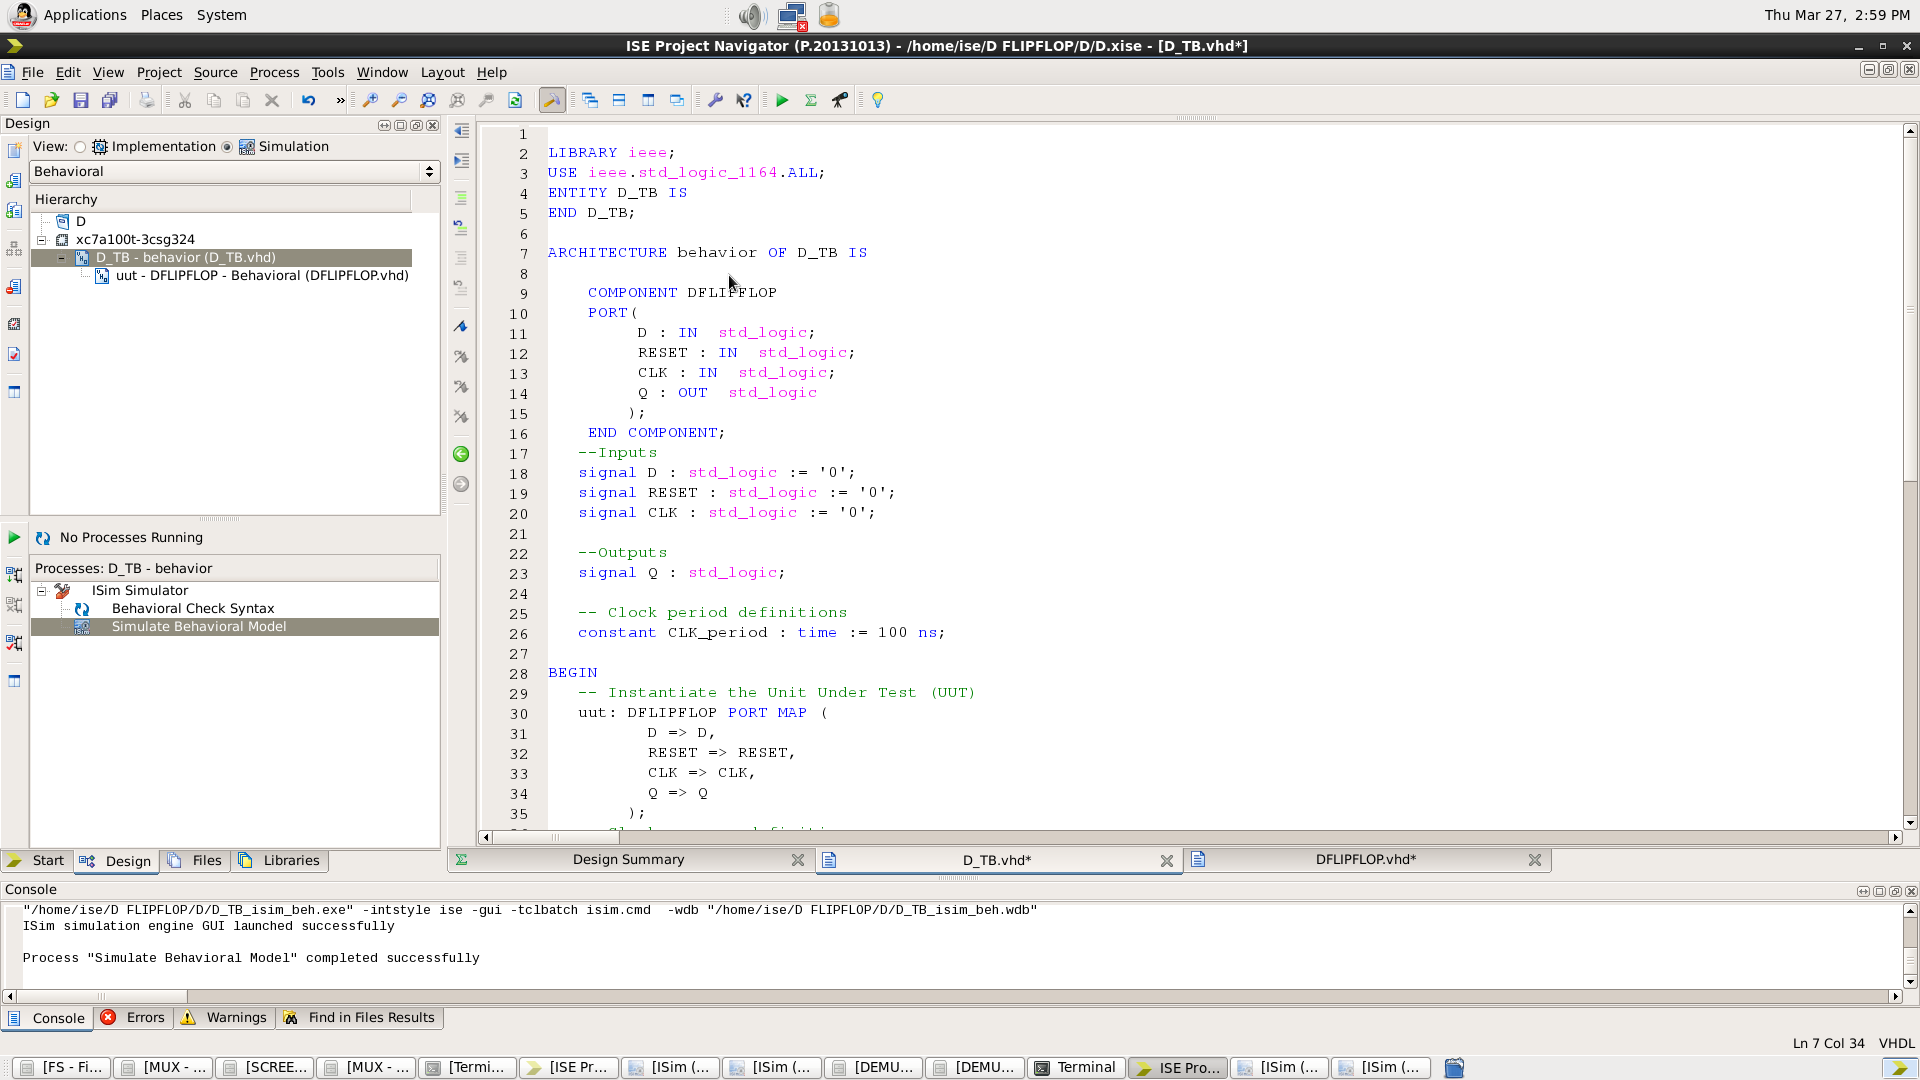 Applications Places System
Thu Mar 27, 2:59 PM
ISE Project Navigator (P.20131013) - /home/ise/D FLIPFLOP/D/D.xise - [D_TB.vhd*]
File Edit View Project Source Process Tools Window Layout Help
Design
View: Implementation Simulation
Behavioral
Hierarchy
D
xc7a100t-3csg324
D_TB - behavior (D_TB.vhd)
uut - DFLIPFLOP - Behavioral (DFLIPFLOP.vhd)
No Processes Running
Processes: D_TB - behavior
ISim Simulator
Behavioral Check Syntax
Simulate Behavioral Model
Start Design Files Libraries
1
2 LIBRARY ieee;
3 USE ieee.std_logic_1164.ALL;
4 ENTITY D_TB IS
5 END D_TB;
6
7 ARCHITECTURE behavior OF D_TB IS
8
9 COMPONENT DFLIPFLOP
10 PORT(
11 D : IN std_logic;
12 RESET : IN std_logic;
13 CLK : IN std_logic;
14 Q : OUT std_logic
15 );
16 END COMPONENT;
17 --Inputs
18 signal D : std_logic := '0';
19 signal RESET : std_logic := '0';
20 signal CLK : std_logic := '0';
21
22 --Outputs
23 signal Q : std_logic;
24
25 -- Clock period definitions
26 constant CLK_period : time := 100 ns;
27
28 BEGIN
29 -- Instantiate the Unit Under Test (UUT)
30 uut: DFLIPFLOP PORT MAP (
31 D => D,
32 RESET => RESET,
33 CLK => CLK,
34 Q => Q
35 );
Design Summary D_TB.vhd* DFLIPFLOP.vhd*
Console
"/home/ise/D FLIPFLOP/D/D_TB_isim_beh.exe" -intstyle ise -gui -tclbatch isim.cmd -wdb "/home/ise/D FLIPFLOP/D/D_TB_isim_beh.wdb"
ISim simulation engine GUI launched successfully
Process "Simulate Behavioral Model" completed successfully
Console Errors Warnings Find in Files Results
Ln 7 Col 34 VHDL
[FS - Fi... [MUX - ... [SCREE... [MUX - ... [Termi... [ISE Pr... [ISim (... [ISim (... [DEMU... [DEMU... Terminal ISE Pro... [ISim (... [ISim (...